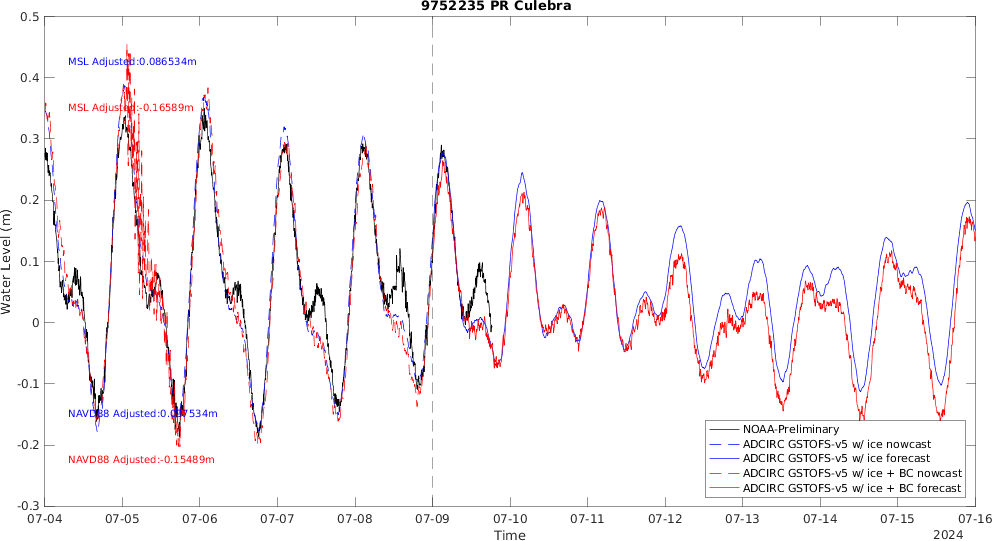 9752235 PR Culebra
0.5
0.4
0.3
0.2
0.1
0
-0.1
-0.2
-0.3
Water Level (m)
MSL Adjusted:0.086534m
MSL Adjusted:-0.16589m
NAVD88 Adjusted:0.097534m
NAVD88 Adjusted:-0.15489m
NOAA-Preliminary
ADCIRC GSTOFS-v5 w/ ice nowcast
ADCIRC GSTOFS-v5 w/ ice forecast
ADCIRC GSTOFS-v5 w/ ice + BC nowcast
ADCIRC GSTOFS-v5 w/ ice + BC forecast
07-04 07-05 07-06 07-07 07-08 07-09 07-10 07-11 07-12 07-13 07-14 07-15 07-16
Time
2024